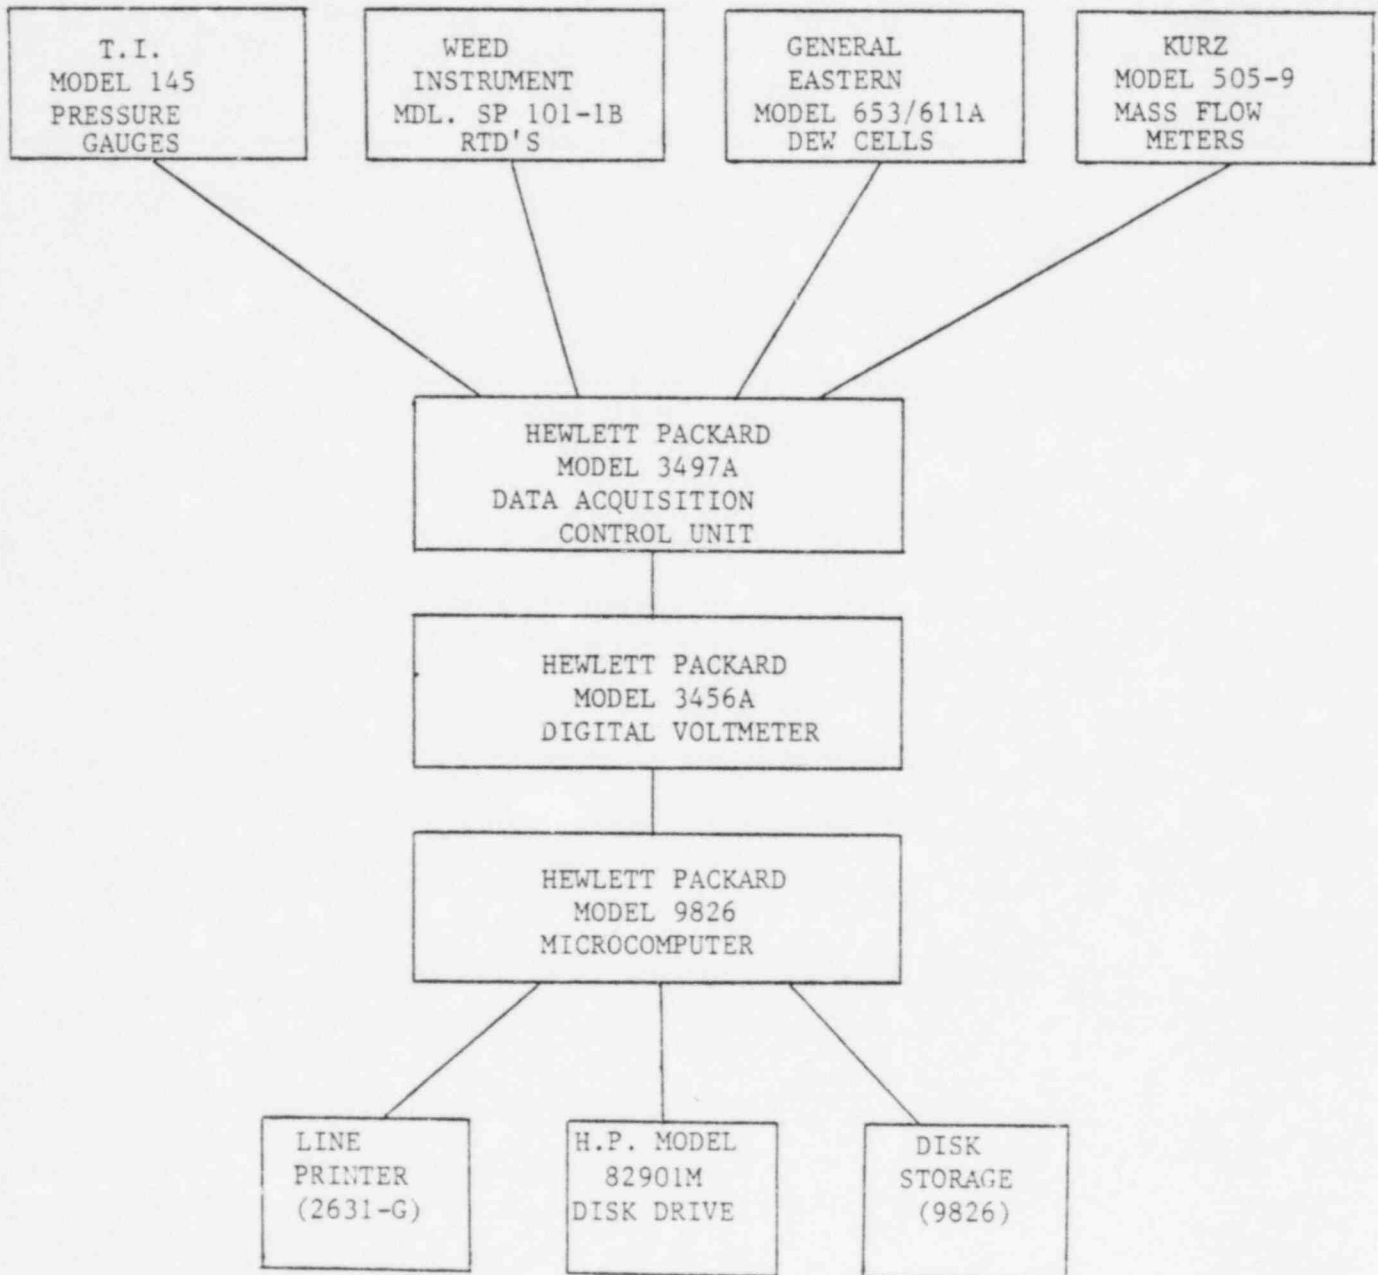 T.I.
MODEL 145
PRESSURE
GAUGES
WEED
INSTRUMENT
MDL. SP 101-1B
RTD'S
GENERAL
EASTERN
MODEL 653/611A
DEW CELLS
KURZ
MODEL 505-9
MASS FLOW
METERS
HEWLETT PACKARD
MODEL 3497A
DATA ACQUISITION
CONTROL UNIT
HEWLETT PACKARD
MODEL 3456A
DIGITAL VOLTMETER
HEWLETT PACKARD
MODEL 9826
MICROCOMPUTER
LINE
PRINTER
(2631-G)
H.P. MODEL
82901M
DISK DRIVE
DISK
STORAGE
(9826)